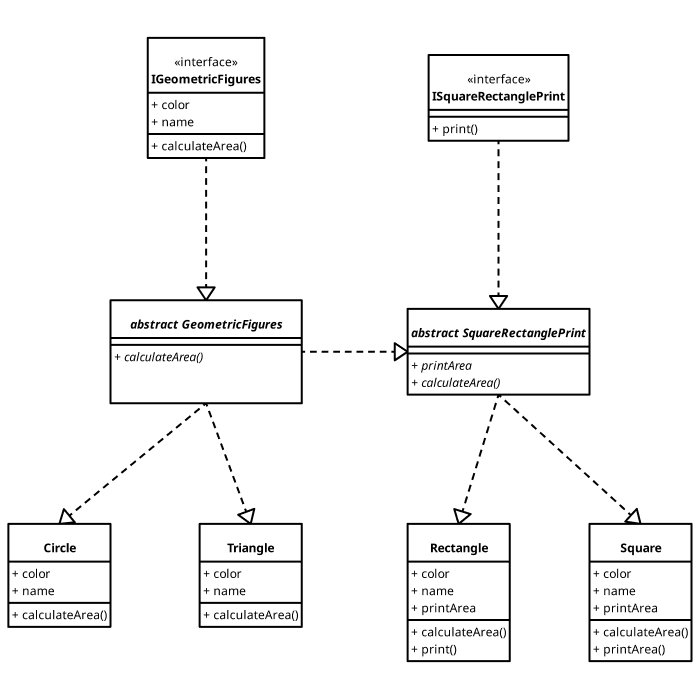 «interface»
IGeometricFigures
+ color
+ name
+ calculateArea()
«interface»
ISquareRectanglePrint
+ print()
abstract GeometricFigures
+ calculateArea()
abstract SquareRectanglePrint
+ printArea
+ calculateArea()
Circle
+ color
+ name
+ calculateArea()
Triangle
+ color
+ name
+ calculateArea()
Rectangle
+ color
+ name
+ printArea
+ calculateArea()
+ print()
Square
+ color
+ name
+ printArea
+ calculateArea()
+ printArea()